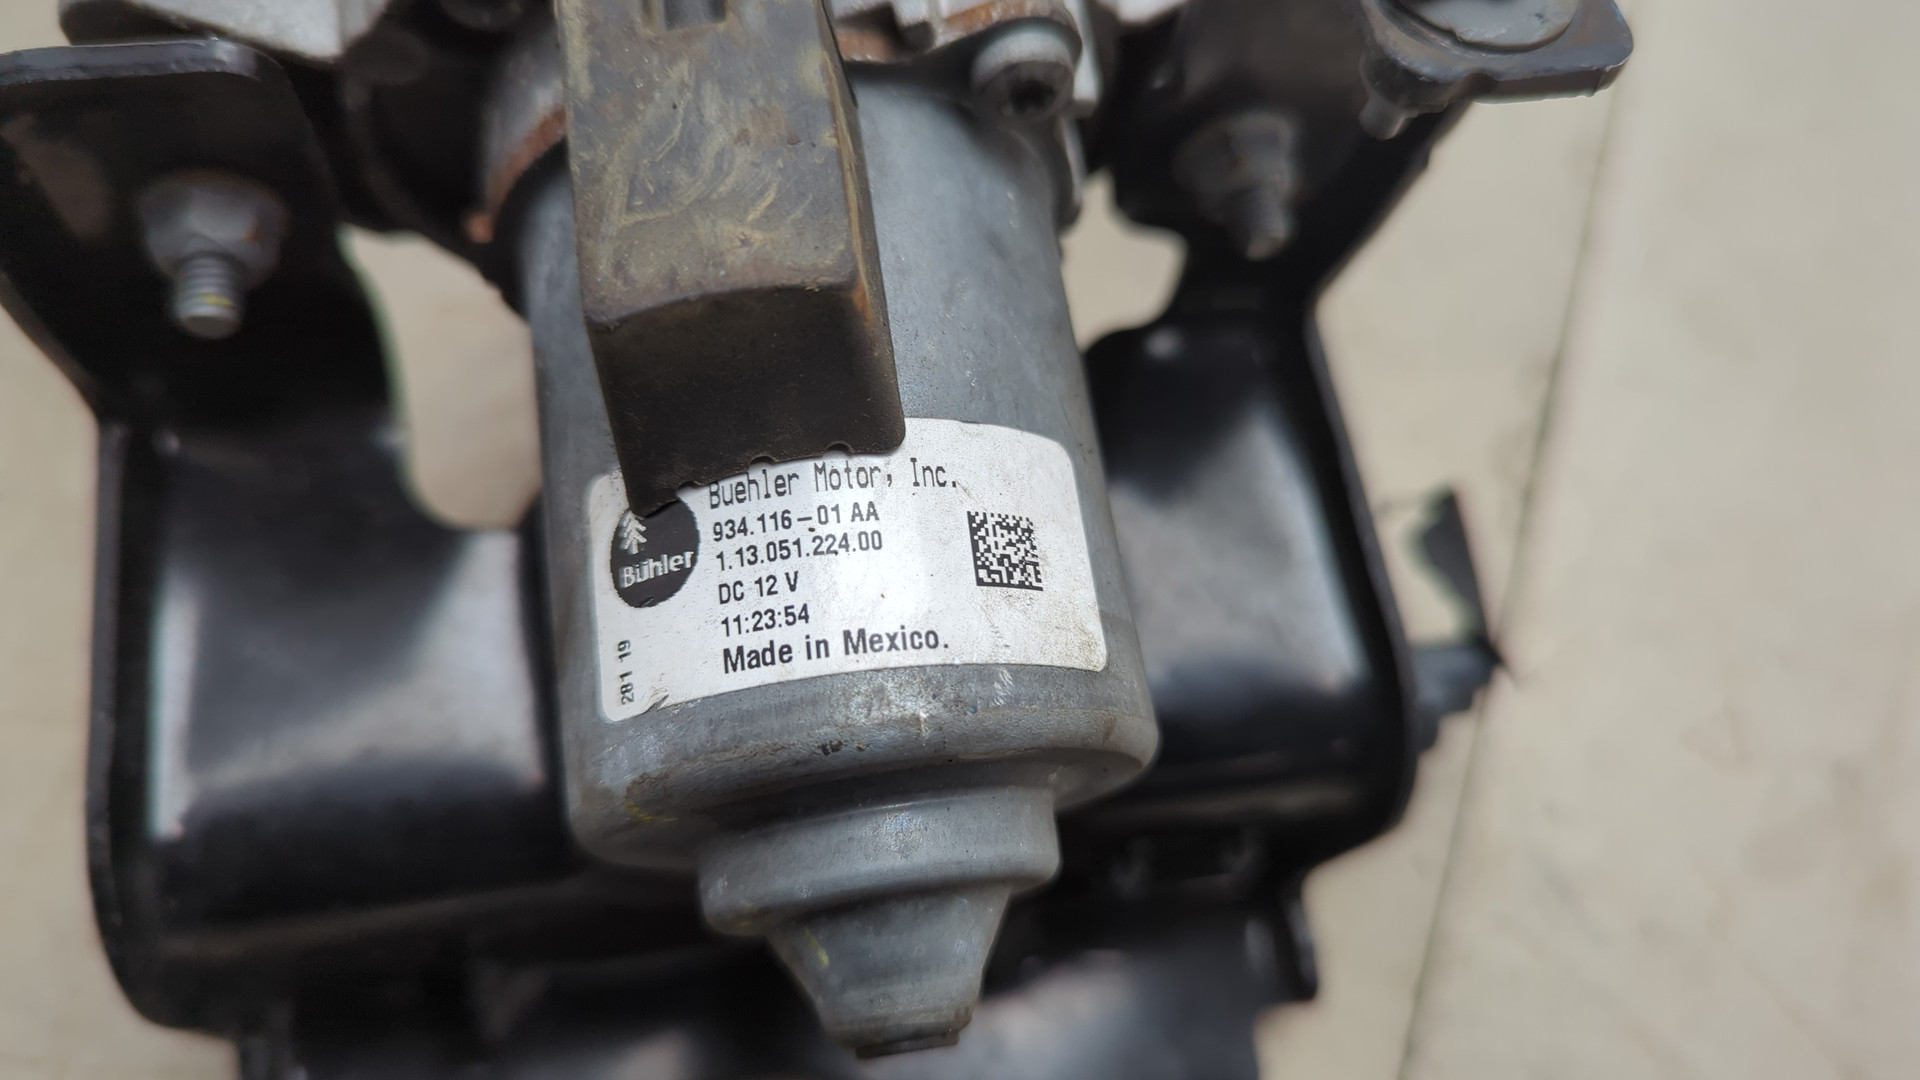 Buehler Motor, Inc.
934.116-01 AA
1.13.051.224.00
DC 12 V
11:23:54
Made in Mexico.
Bühler
281 19